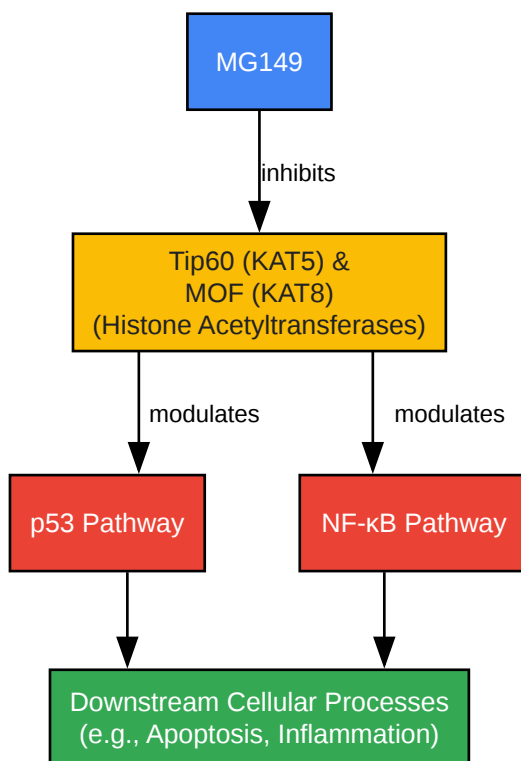 MG149
inhibits
Tip60 (KAT5) &
MOF (KAT8)
(Histone Acetyltransferases)
modulates
modulates
p53 Pathway
NF-κB Pathway
Downstream Cellular Processes
(e.g., Apoptosis, Inflammation)